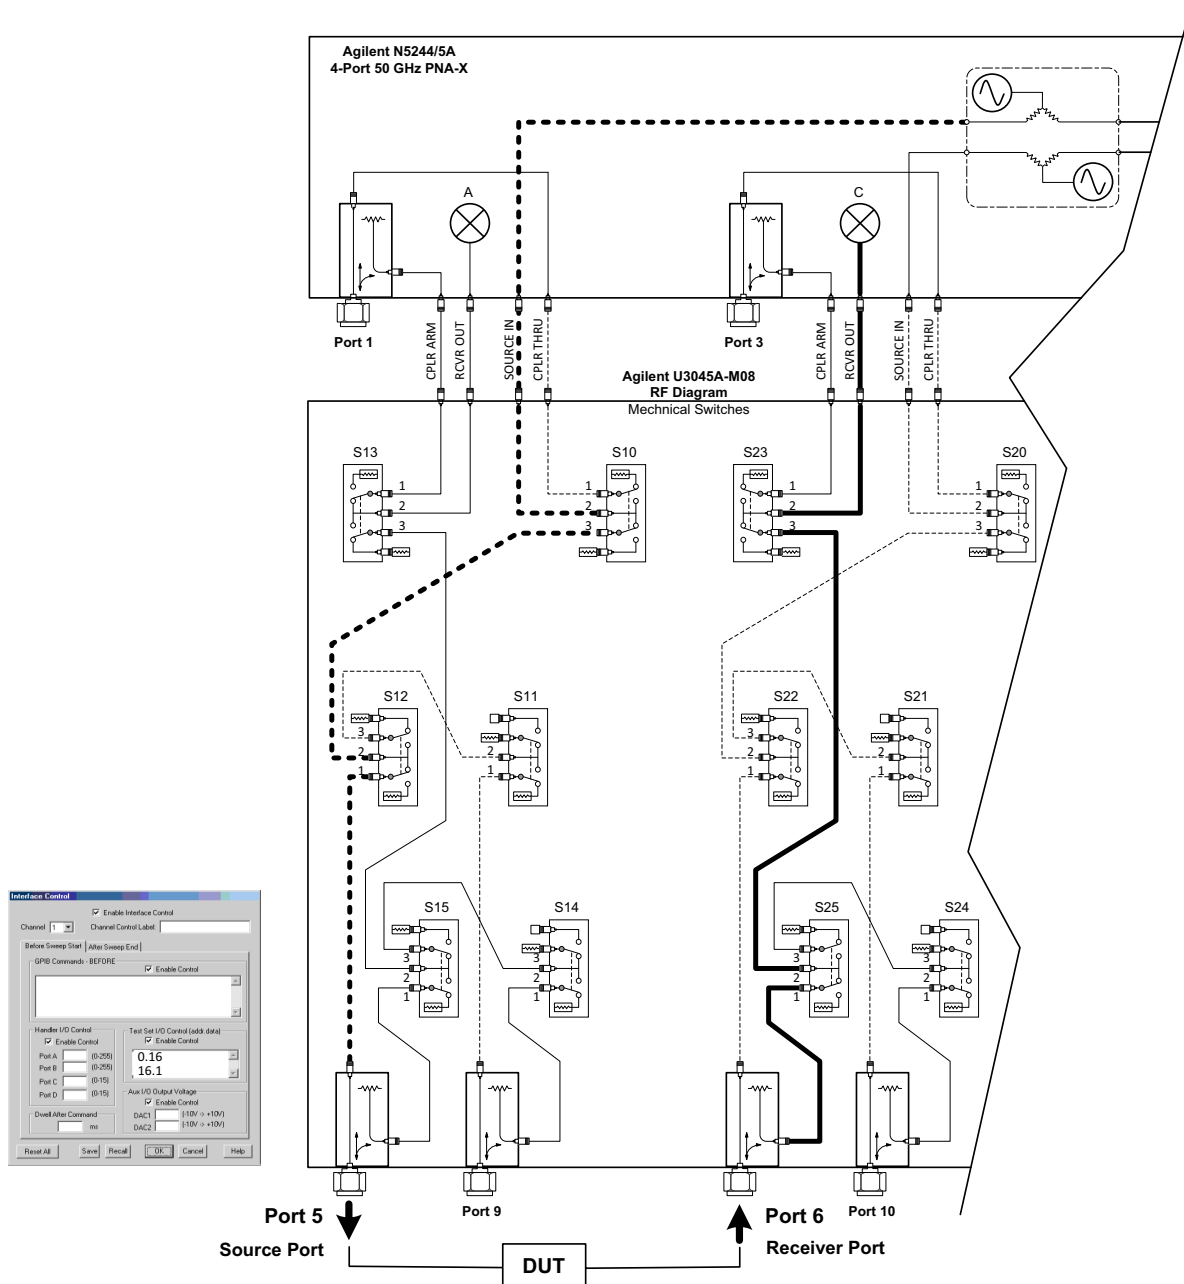 Agilent N5244/5A
4-Port 50 GHz PNA-X
A
C
Port 1
CPLR ARM
RCVR OUT
SOURCE IN
CPLR THRU
Port 3
CPLR ARM
RCVR OUT
SOURCE IN
CPLR THRU
Agilent U3045A-M08
RF Diagram
Mechnical Switches
S13
1
2
3
S10
1
2
3
S23
1
2
3
S20
1
2
3
S12
3
2
1
S11
2
1
S22
3
2
1
S21
2
1
S15
3
2
1
S14
3
2
1
S25
3
2
1
S24
3
2
1
Interface Control
Enable Interface Control
Channel 1
Channel Control Label
Before Sweep Start
After Sweep End
GPIB Commands - BEFORE
Enable Control
Handler I/O Control
Enable Control
Port A (0-255)
Port B (0-255)
Port C (0-15)
Port D (0-15)
Test Set I/O Control (addr.data)
Enable Control
0.16
16.1
Aux I/O Output Voltage
Enable Control
DAC1 (-10V -> +10V)
DAC2 (-10V -> +10V)
Dwell After Command
ms
Reset All
Save
Recall
OK
Cancel
Help
Port 5
Source Port
Port 9
Port 6
Receiver Port
Port 10
DUT